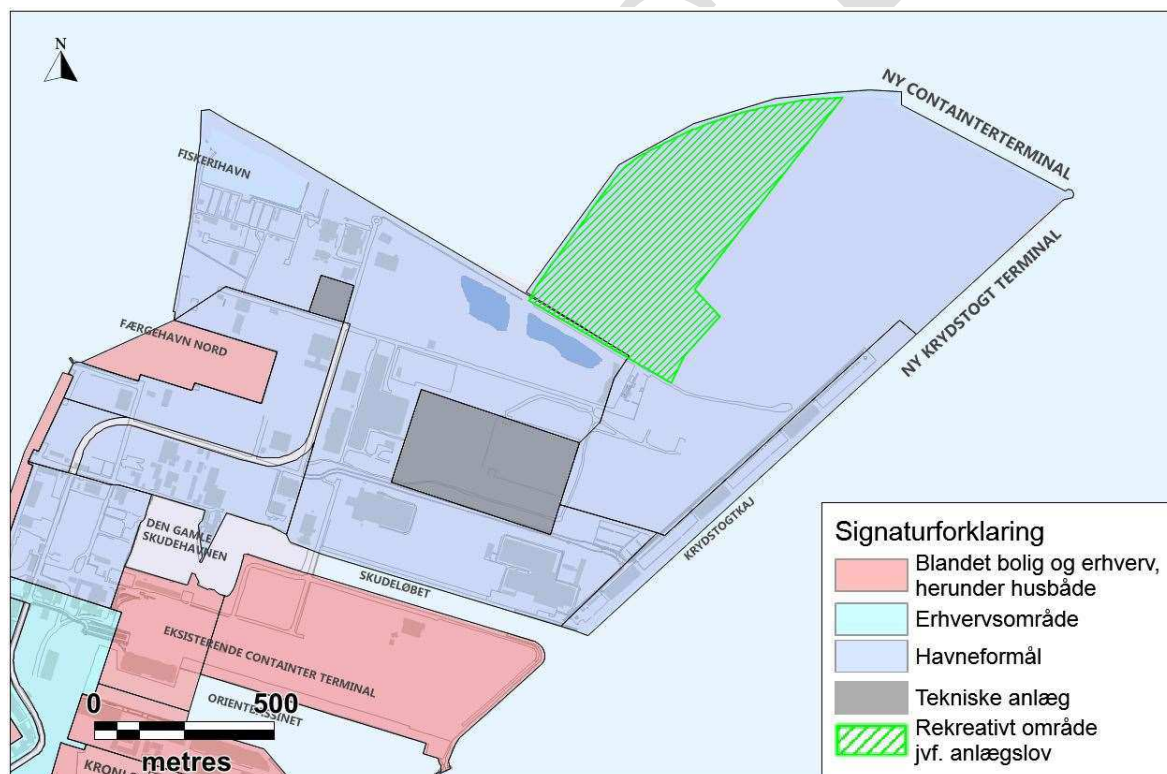 N
NY CONTAINTERTERMINAL
FISKERIHAVN
NY KRYDSTOGT TERMINAL
FÆRGEHAVN NORD
KRYDSTOGTKAJ
DEN GAMLE
SKUDEHAVNEN
SKUDELØBET
EKSISTERENDE CONTAINTER TERMINAL
0 500
metres
Signaturforklaring
Blandet bolig og erhverv,
herunder husbåde
Erhvervsområde
Havneformål
Tekniske anlæg
Rekreativt område
jvf. anlægslov